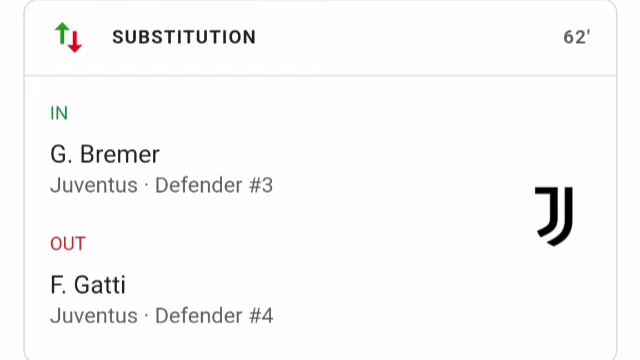 SUBSTITUTION 62'
IN
G. Bremer
Juventus · Defender #3
OUT
F. Gatti
Juventus · Defender #4